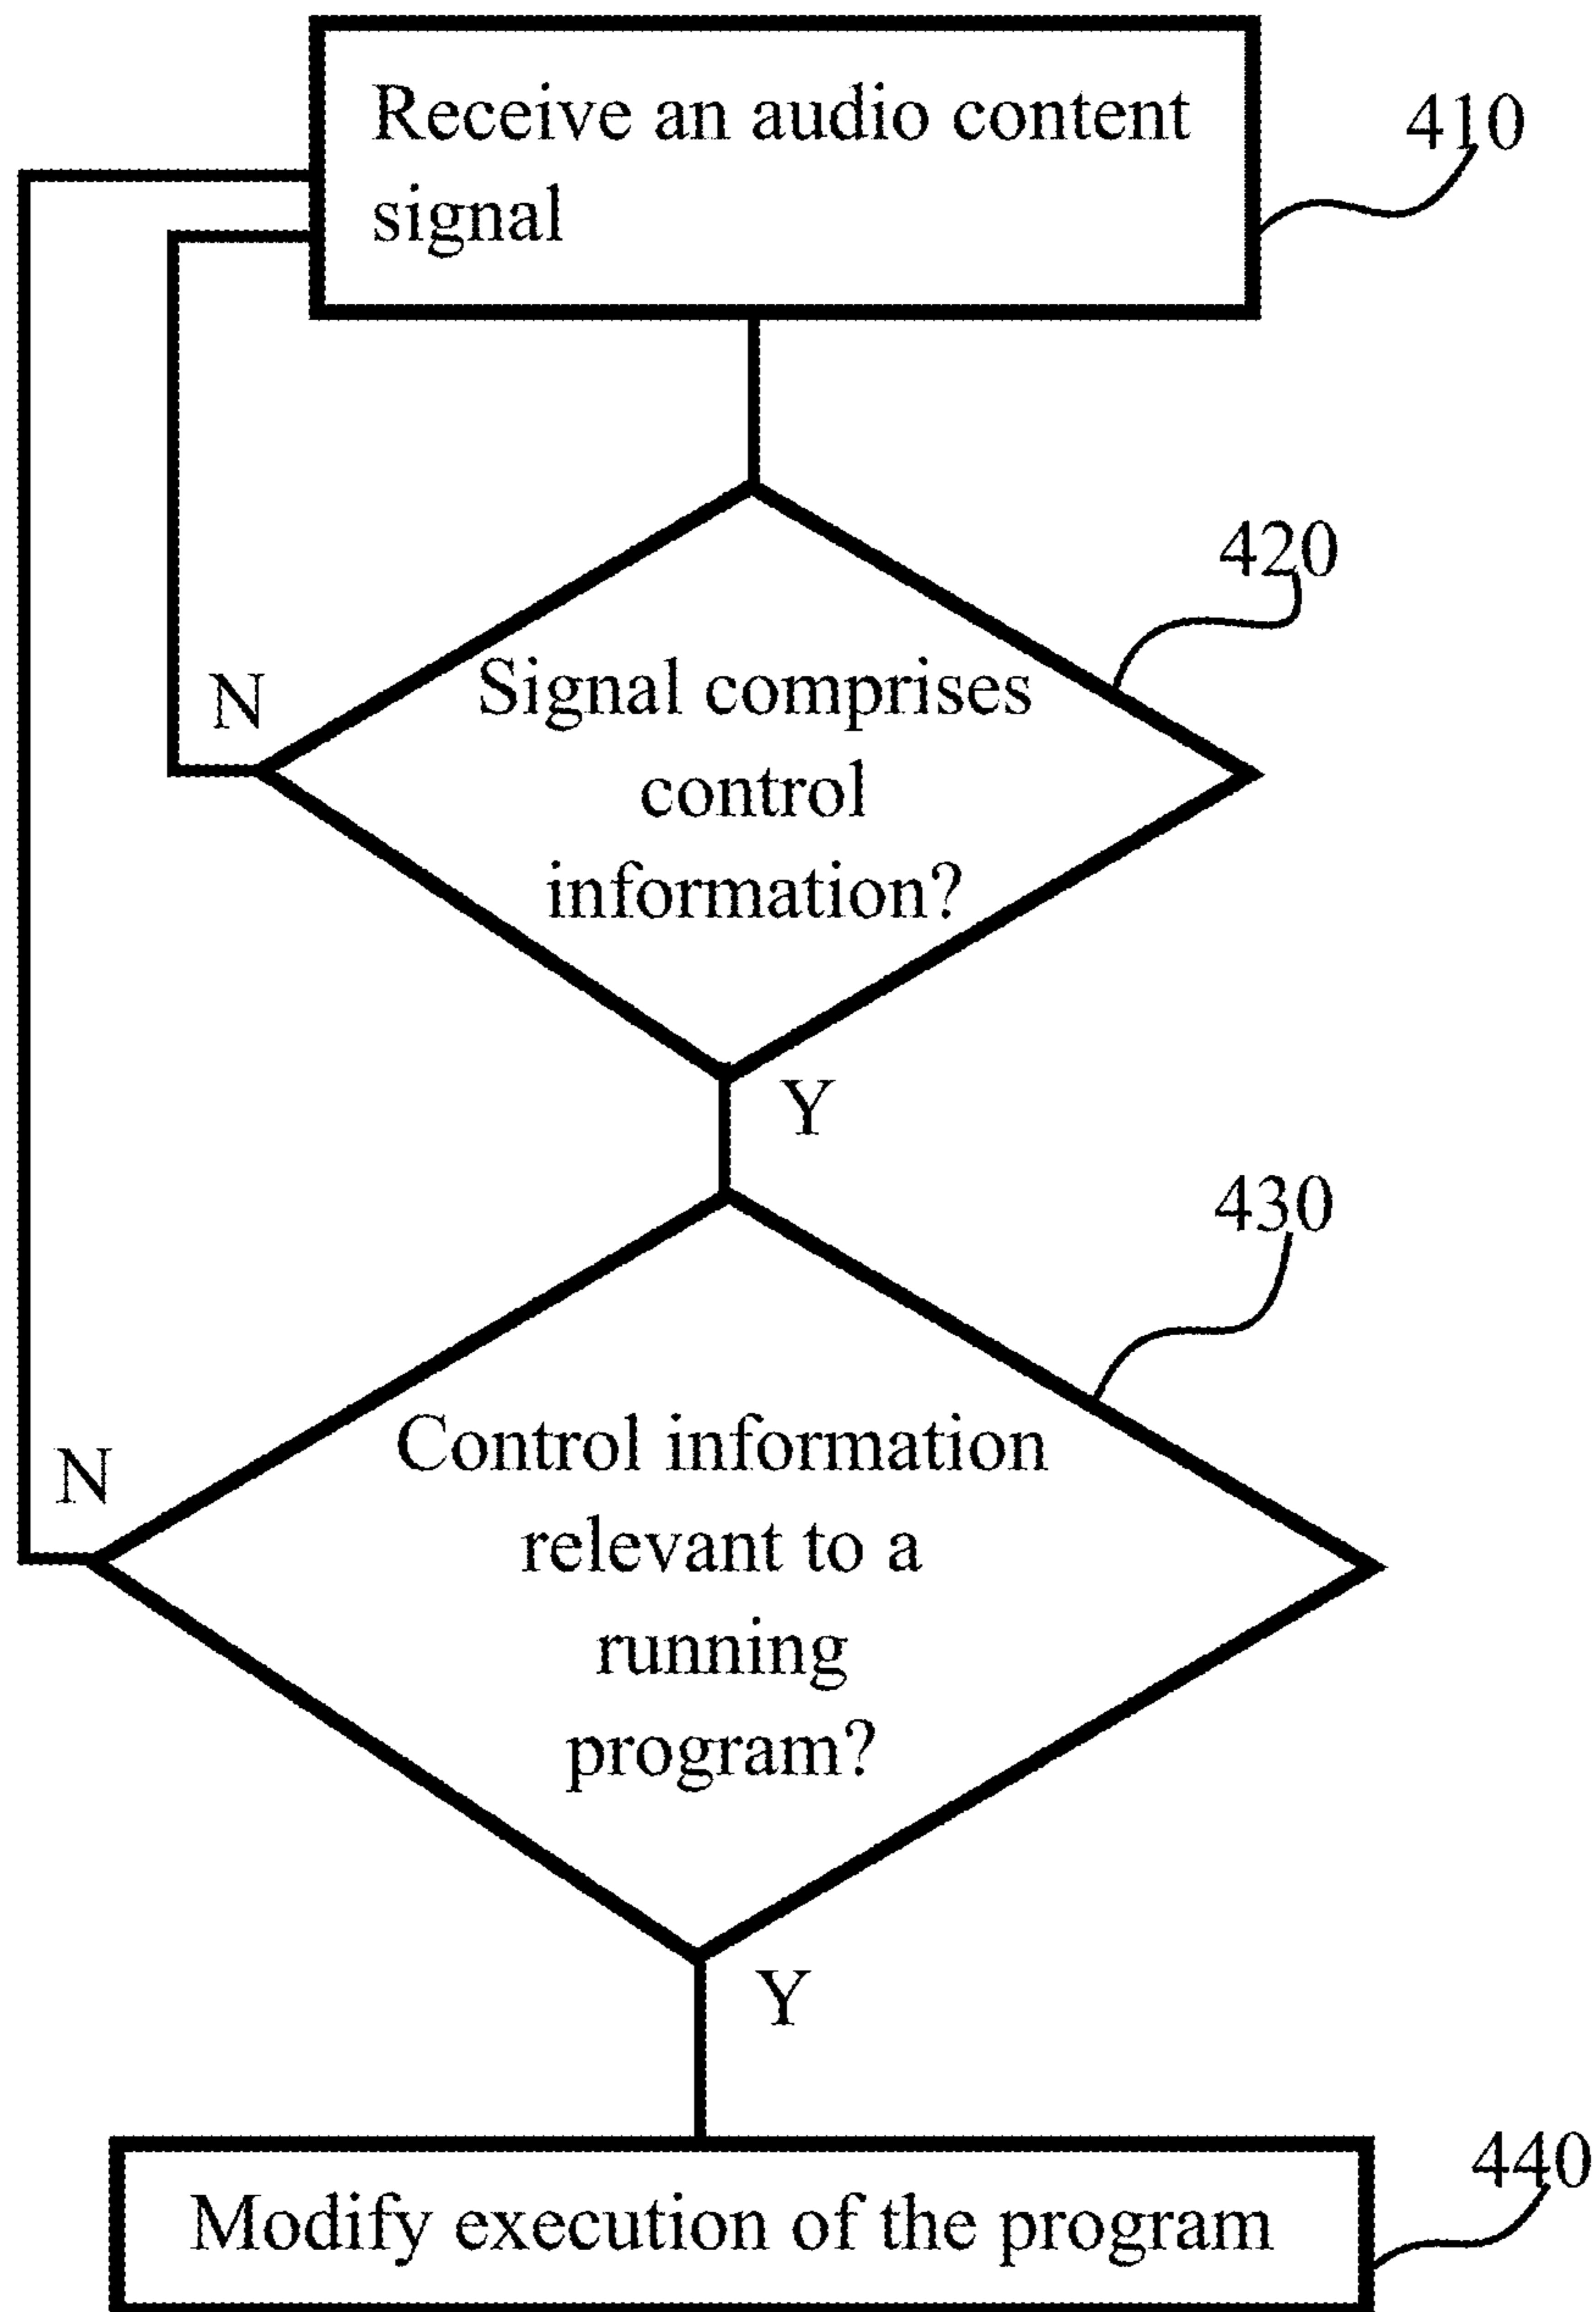 Receive an audio content
signal
410
420
N
Signal comprises
control
information?
Y
430
N
Control information
relevant to a
running
program?
Y
440
Modify execution of the program